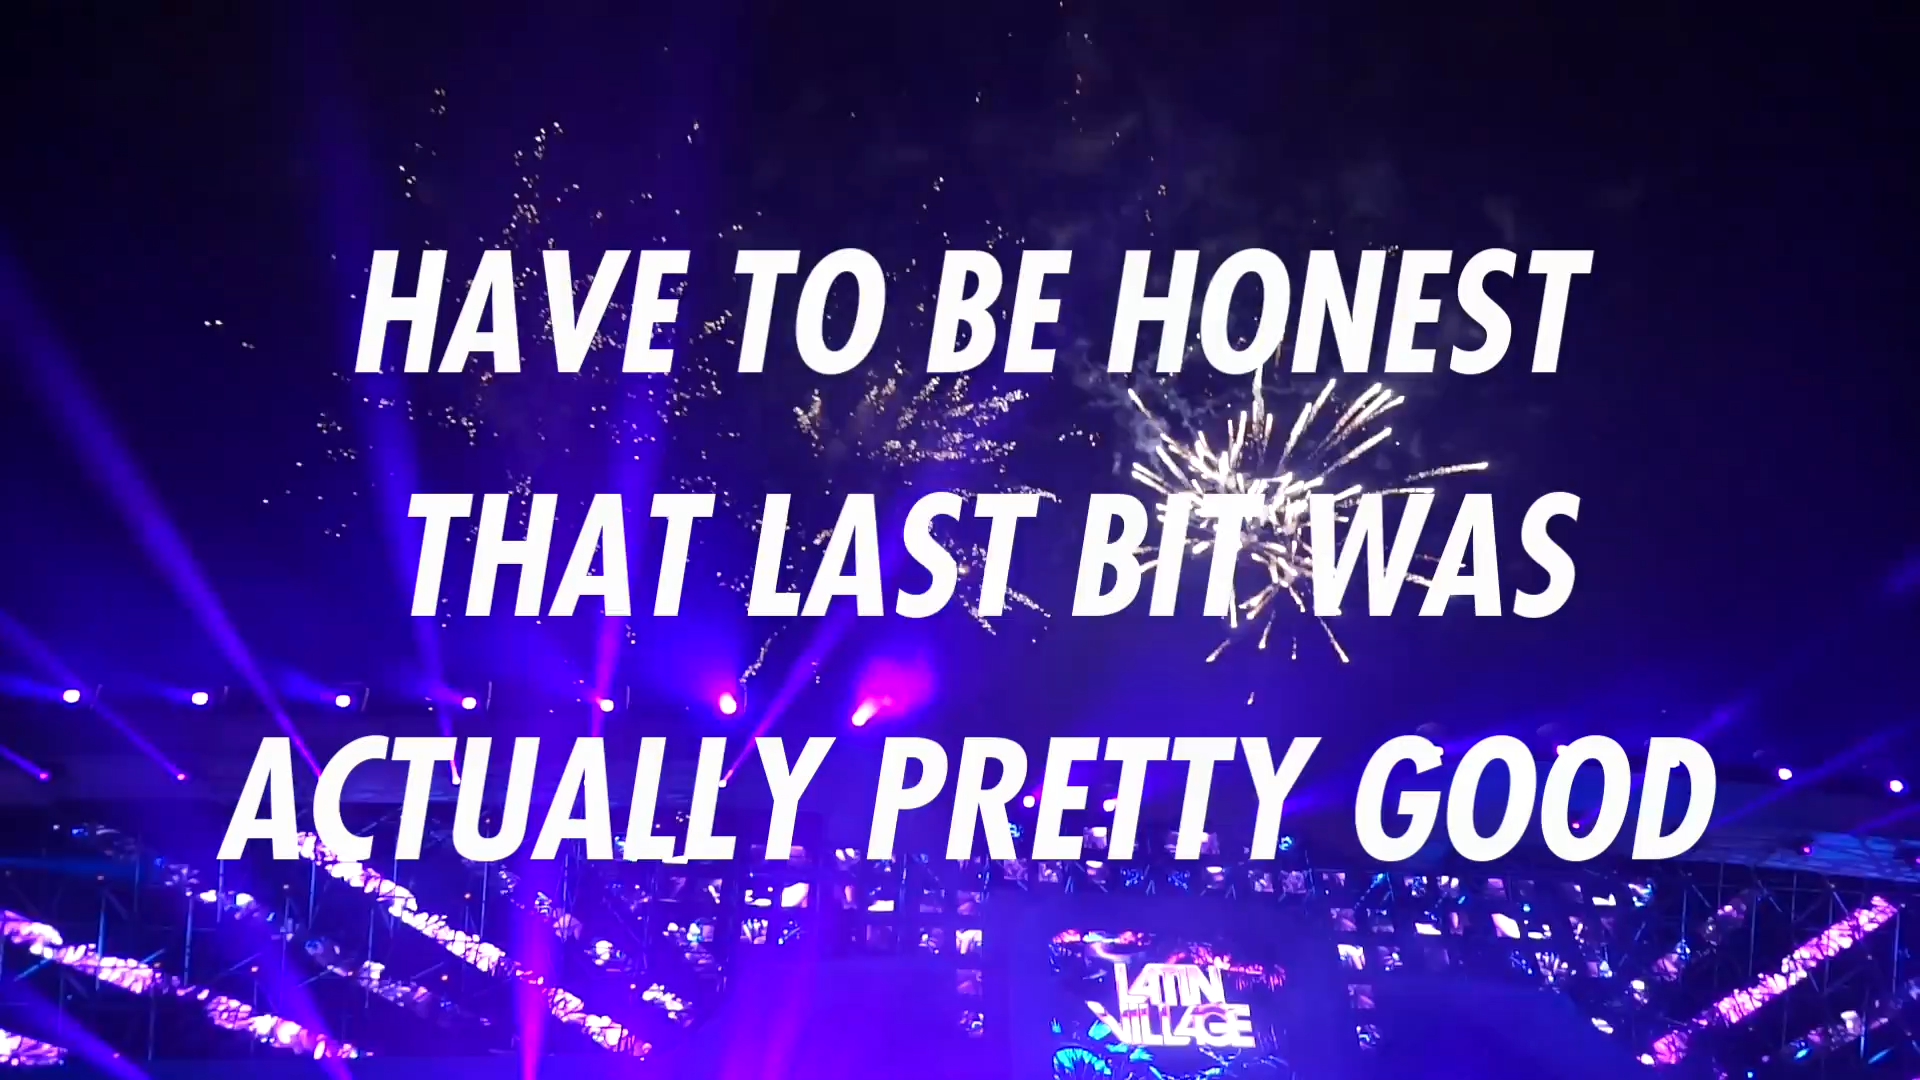 HAVE TO BE HONEST
THAT LAST BIT WAS
ACTUALLY PRETTY GOOD
LATIN
VILLAGE